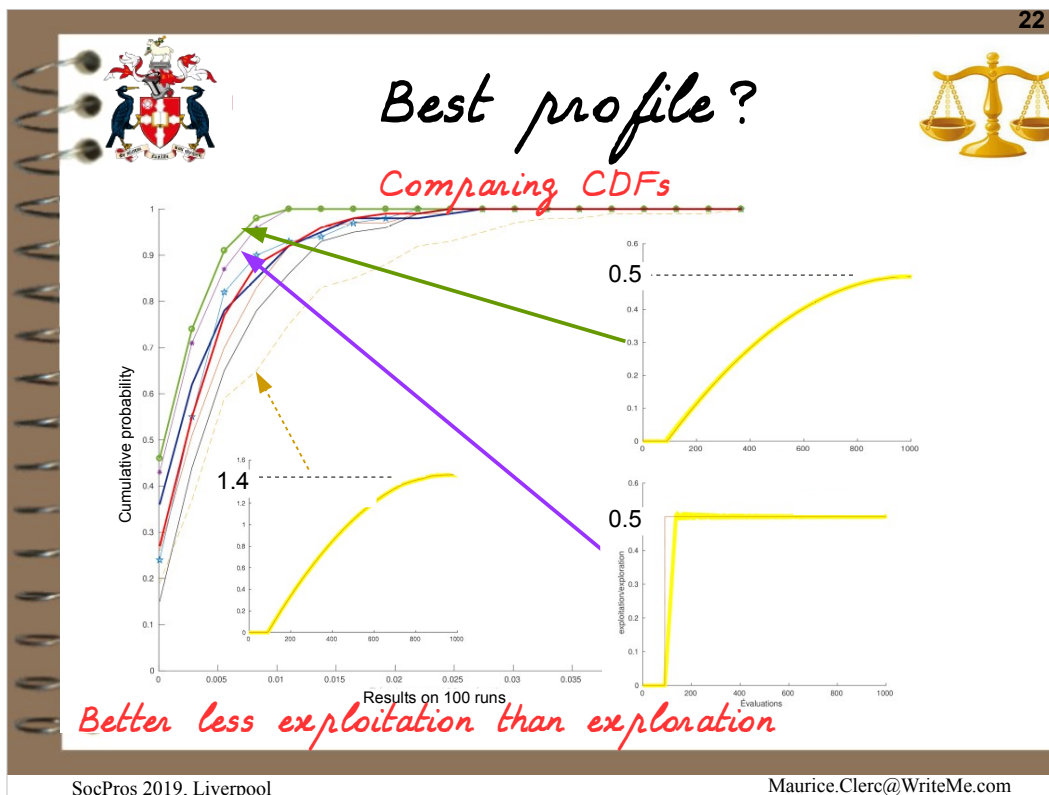 22
Best profile?
Comparing CDFs
Cumulative probability
1
0.9
0.8
0.7
0.6
0.5
0.4
0.3
0.2
0.1
0
0 0.005 0.01 0.015 0.02 0.025 0.03 0.035
Results on 100 runs
1.6
1.4
1.2
1
0.8
0.6
0.4
0.2
0
0 200 400 600 800 1000
0.6
0.5
0.4
0.3
0.2
0.1
0
0 200 400 600 800 1000
0.6
0.5
0.4
0.3
0.2
0.1
0
exploitation/exploration
0 200 400 600 800 1000
Évaluations
Better less exploitation than exploration
SocPros 2019, Liverpool
Maurice.Clerc@WriteMe.com